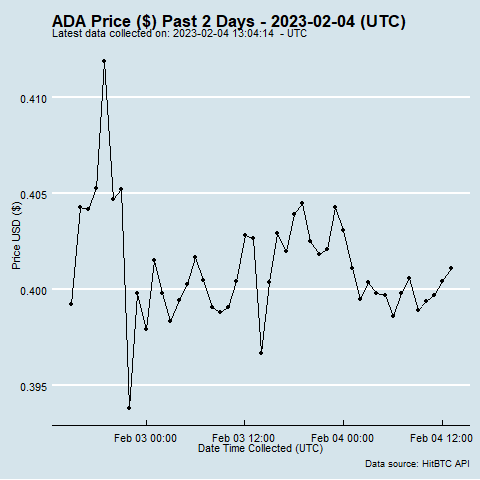 ADA Price ($) Past 2 Days - 2023-02-04 (UTC)
Latest data collected on: 2023-02-04 13:04:14  - UTC
0.410
0.405
0.400
0.395
Price USD ($)
Feb 03 00:00
Feb 03 12:00
Feb 04 00:00
Feb 04 12:00
Date Time Collected (UTC)
Data source: HitBTC API